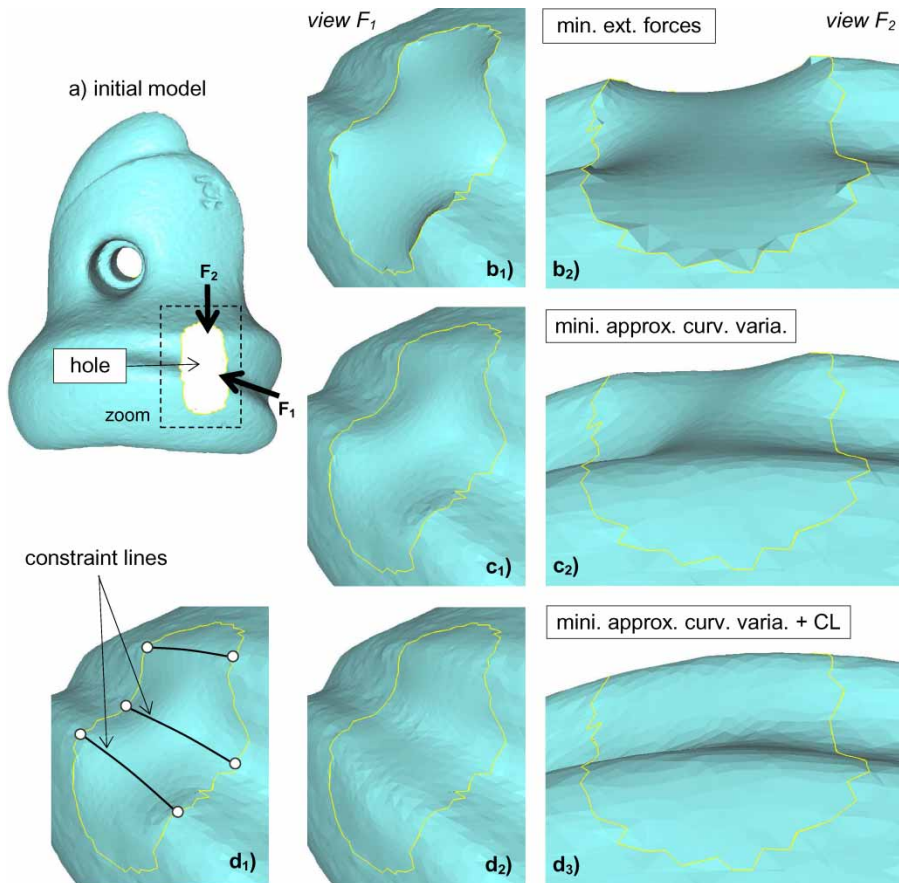 view F1
min. ext. forces
view F2
a) initial model
F2
hole
zoom
F1
b1)
b2)
mini. approx. curv. varia.
c1)
c2)
constraint lines
mini. approx. curv. varia. + CL
d1)
d2)
d3)